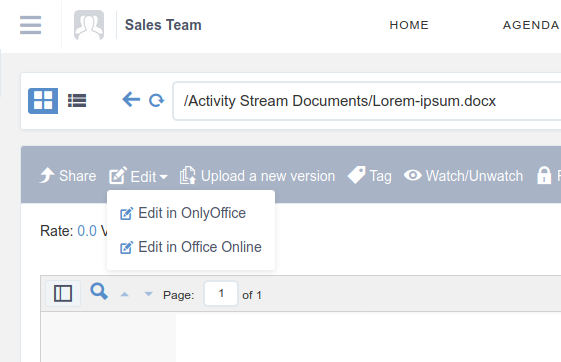 Sales Team HOME AGENDA
/Activity Stream Documents/Lorem-ipsum.docx
Share Edit Upload a new version Tag Watch/Unwatch
Edit in OnlyOffice
Rate: 0.0
Edit in Office Online
Page: 1 of 1